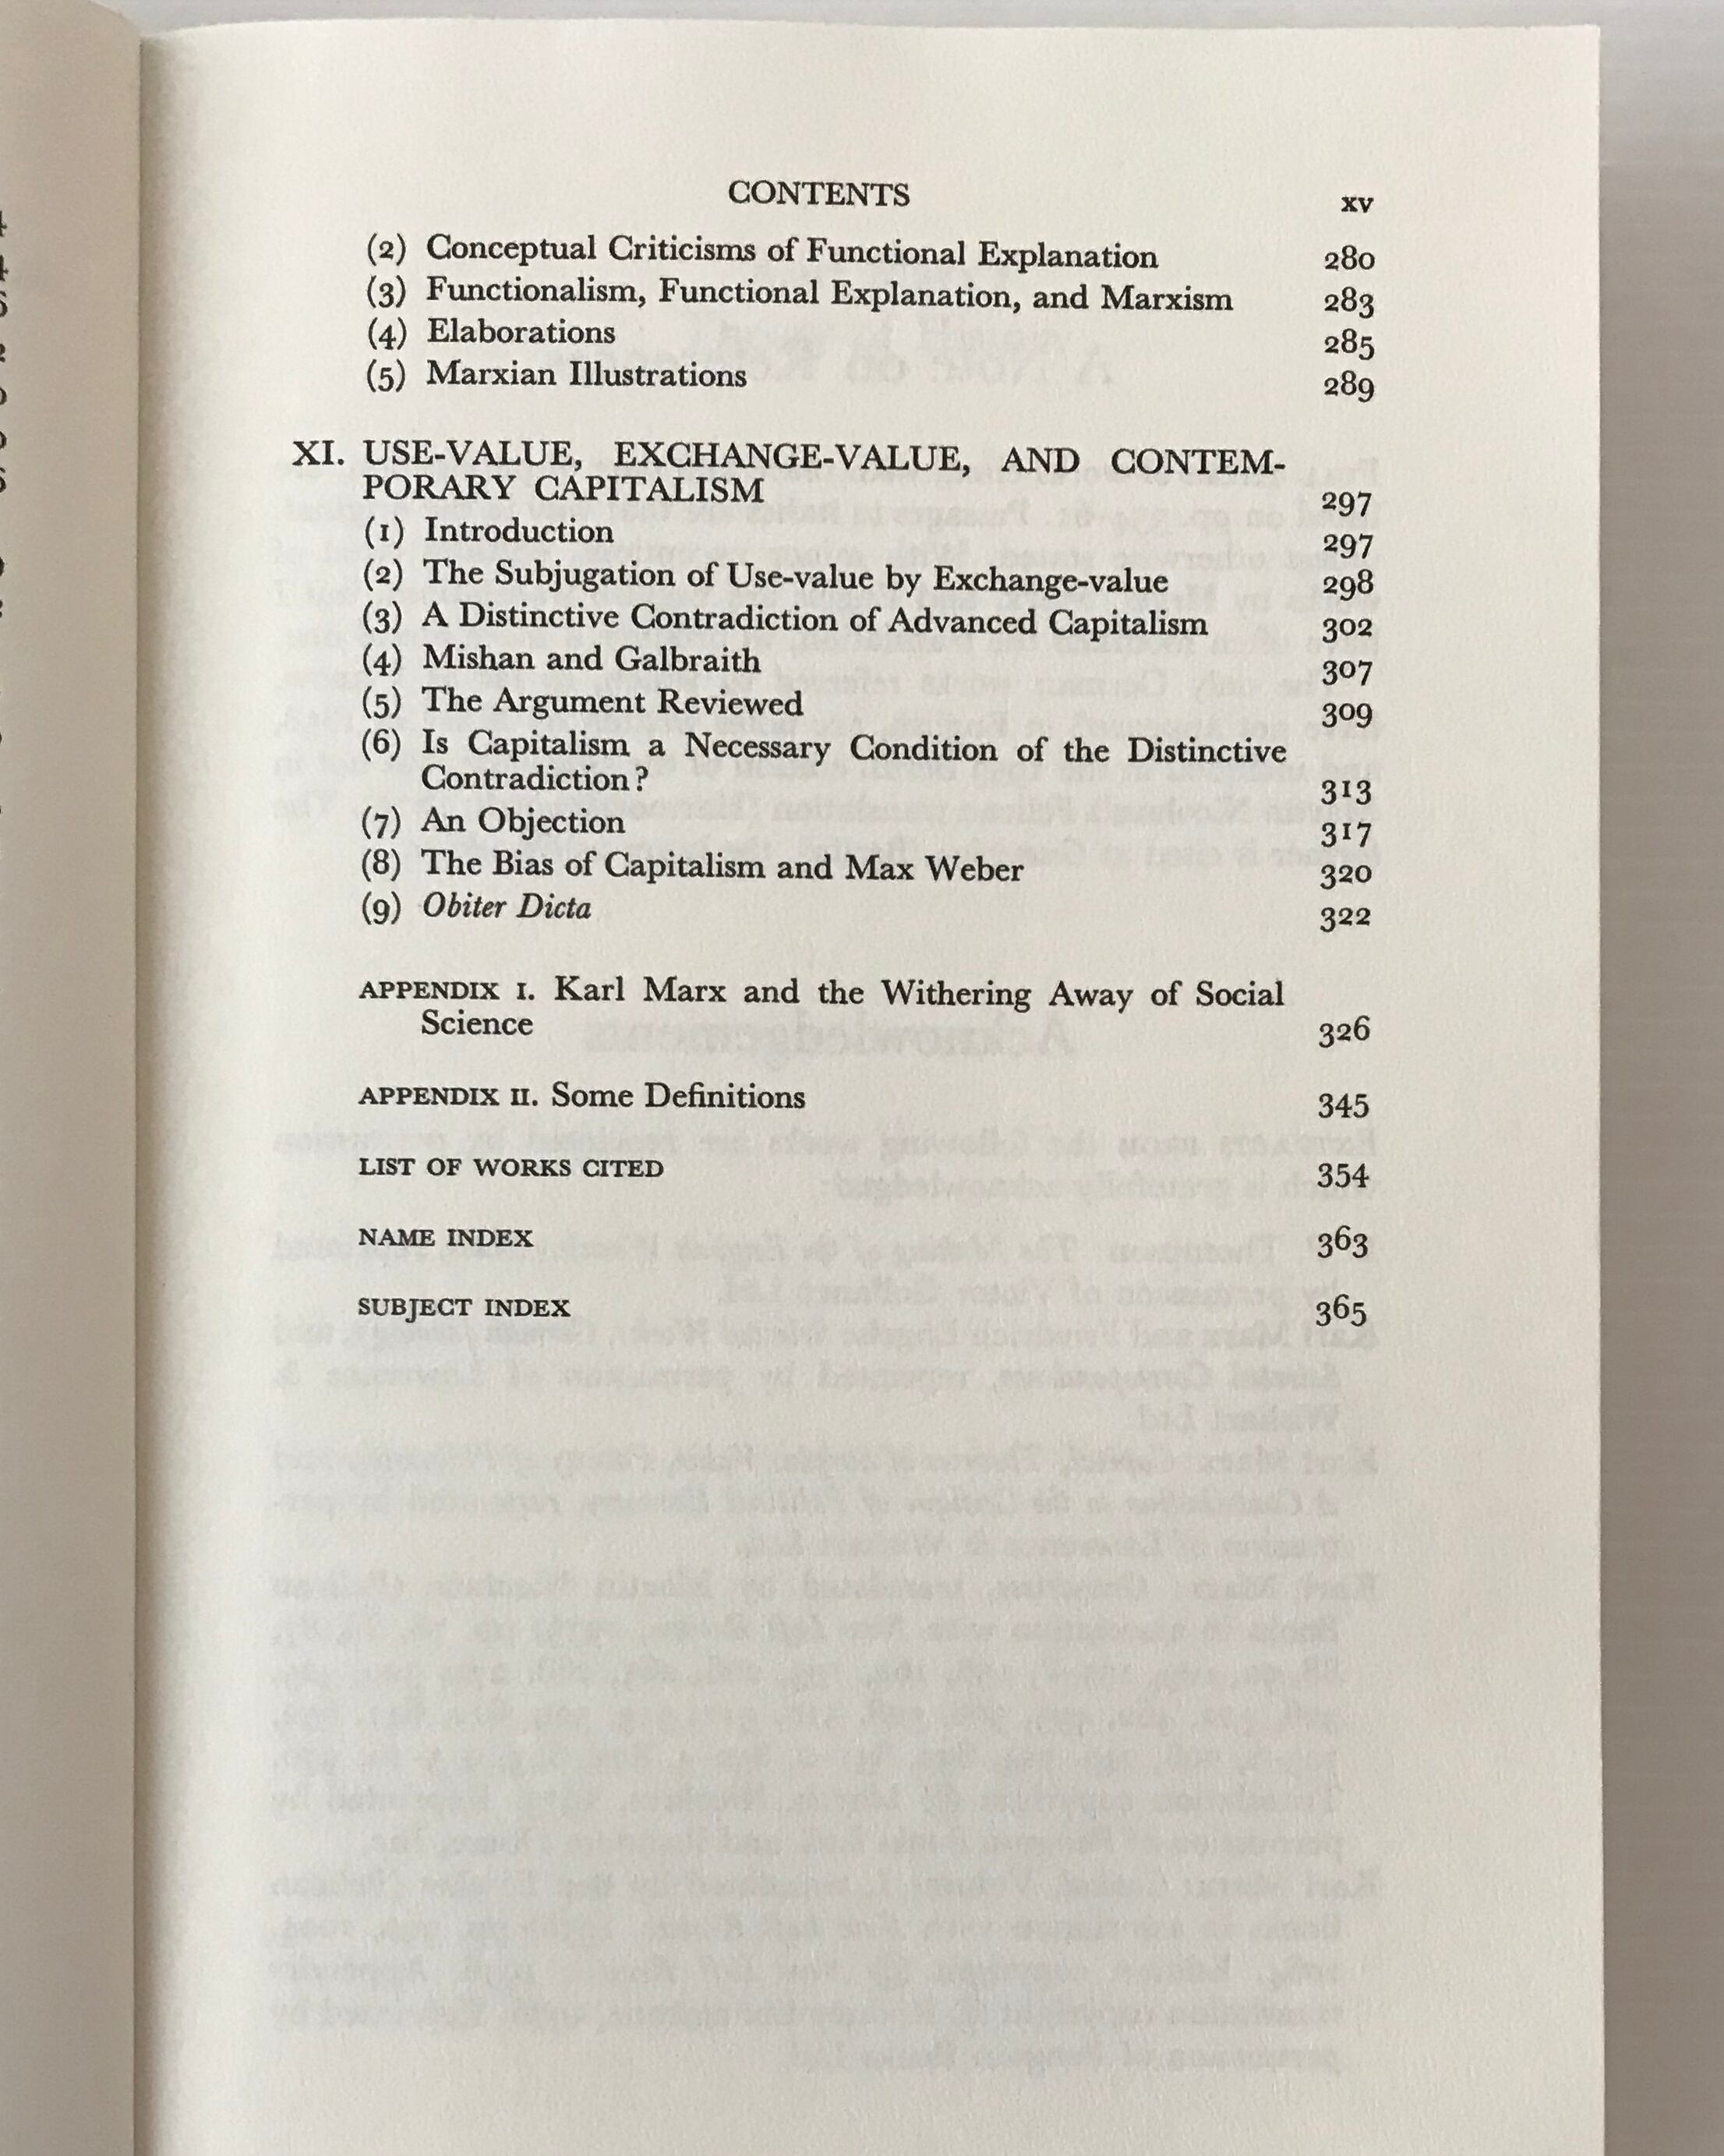 CONTENTS xv
(2) Conceptual Criticisms of Functional Explanation 280
(3) Functionalism, Functional Explanation, and Marxism 283
(4) Elaborations 285
(5) Marxian Illustrations 289
XI. USE-VALUE, EXCHANGE-VALUE, AND CONTEM-
PORARY CAPITALISM 297
(1) Introduction 297
(2) The Subjugation of Use-value by Exchange-value 298
(3) A Distinctive Contradiction of Advanced Capitalism 302
(4) Mishan and Galbraith 307
(5) The Argument Reviewed 309
(6) Is Capitalism a Necessary Condition of the Distinctive
Contradiction? 313
(7) An Objection 317
(8) The Bias of Capitalism and Max Weber 320
(9) Obiter Dicta 322
APPENDIX I. Karl Marx and the Withering Away of Social
Science 326
APPENDIX II. Some Definitions 345
LIST OF WORKS CITED 354
NAME INDEX 363
SUBJECT INDEX 365